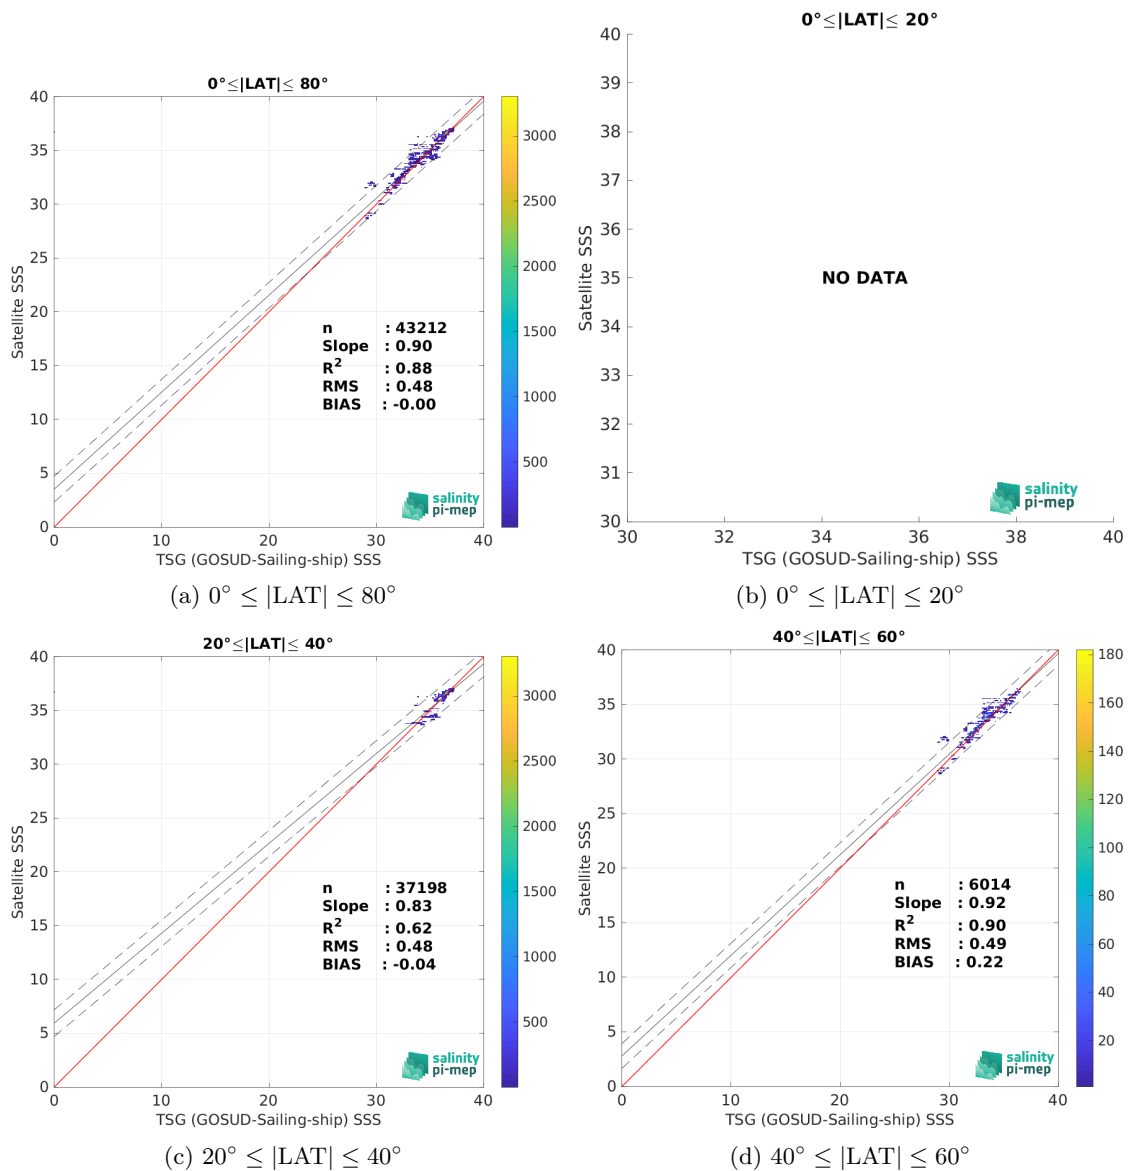 0°≤|LAT|≤ 80°
40
35
30
25
20
15
10
5
0
0
10
20
30
40
Satellite SSS
TSG (GOSUD-Sailing-ship) SSS
n : 43212
Slope : 0.90
R² : 0.88
RMS : 0.48
BIAS : -0.00
salinity
pi-mep
3000
2500
2000
1500
1000
500
(a) 0° ≤ |LAT| ≤ 80°
0°≤|LAT|≤ 20°
40
39
38
37
36
35
34
33
32
31
30
30
32
34
36
38
40
Satellite SSS
TSG (GOSUD-Sailing-ship) SSS
NO DATA
salinity
pi-mep
(b) 0° ≤ |LAT| ≤ 20°
20°≤|LAT|≤ 40°
40
35
30
25
20
15
10
5
0
0
10
20
30
40
Satellite SSS
TSG (GOSUD-Sailing-ship) SSS
n : 37198
Slope : 0.83
R² : 0.62
RMS : 0.48
BIAS : -0.04
salinity
pi-mep
3000
2500
2000
1500
1000
500
(c) 20° ≤ |LAT| ≤ 40°
40°≤|LAT|≤ 60°
40
35
30
25
20
15
10
5
0
0
10
20
30
40
Satellite SSS
TSG (GOSUD-Sailing-ship) SSS
n : 6014
Slope : 0.92
R² : 0.90
RMS : 0.49
BIAS : 0.22
salinity
pi-mep
180
160
140
120
100
80
60
40
20
(d) 40° ≤ |LAT| ≤ 60°